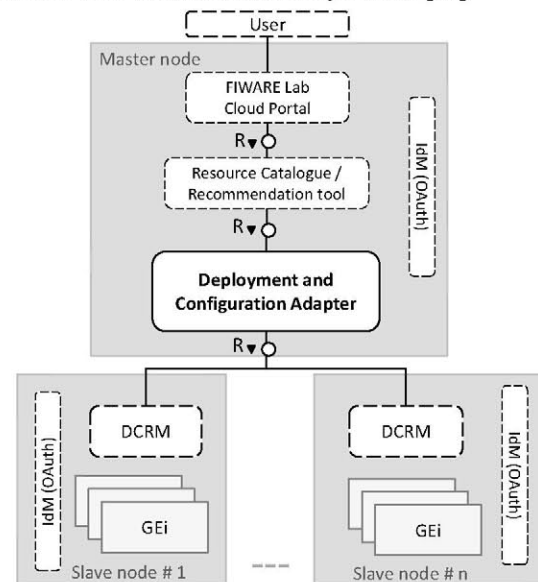 User
Master node
FIWARE Lab
Cloud Portal
IdM (OAuth)
R
Resource Catalogue /
Recommendation tool
R
Deployment and
Configuration Adapter
R
IdM (OAuth)
DCRM
GEi
Slave node # 1
DCRM
IdM (OAuth)
GEi
Slave node # n